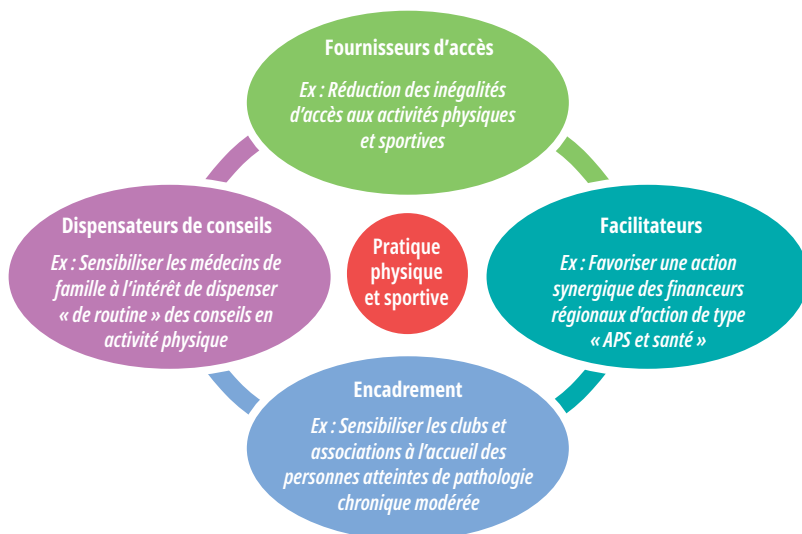 Fournisseurs d’accès
Ex : Réduction des inégalités
d’accès aux activités physiques
et sportives
Dispensateurs de conseils
Ex : Sensibiliser les médecins de
famille à l’intérêt de dispenser
« de routine » des conseils en
activité physique
Pratique
physique
et sportive
Facilitateurs
Ex : Favoriser une action
synergique des financeurs
régionaux d’action de type
« APS et santé »
Encadrement
Ex : Sensibiliser les clubs et
associations à l’accueil des
personnes atteintes de pathologie
chronique modérée